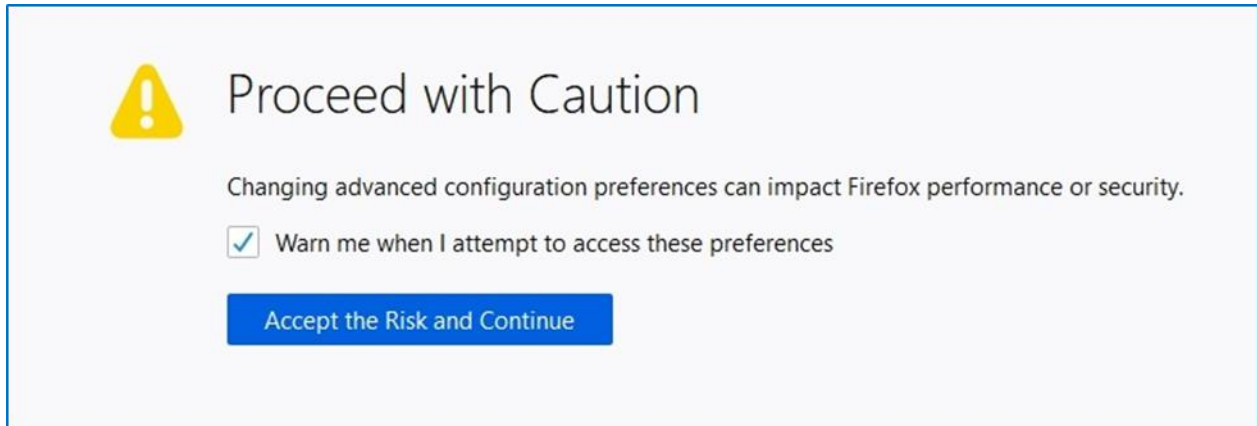 Proceed with Caution
Changing advanced configuration preferences can impact Firefox performance or security.
Warn me when I attempt to access these preferences
Accept the Risk and Continue